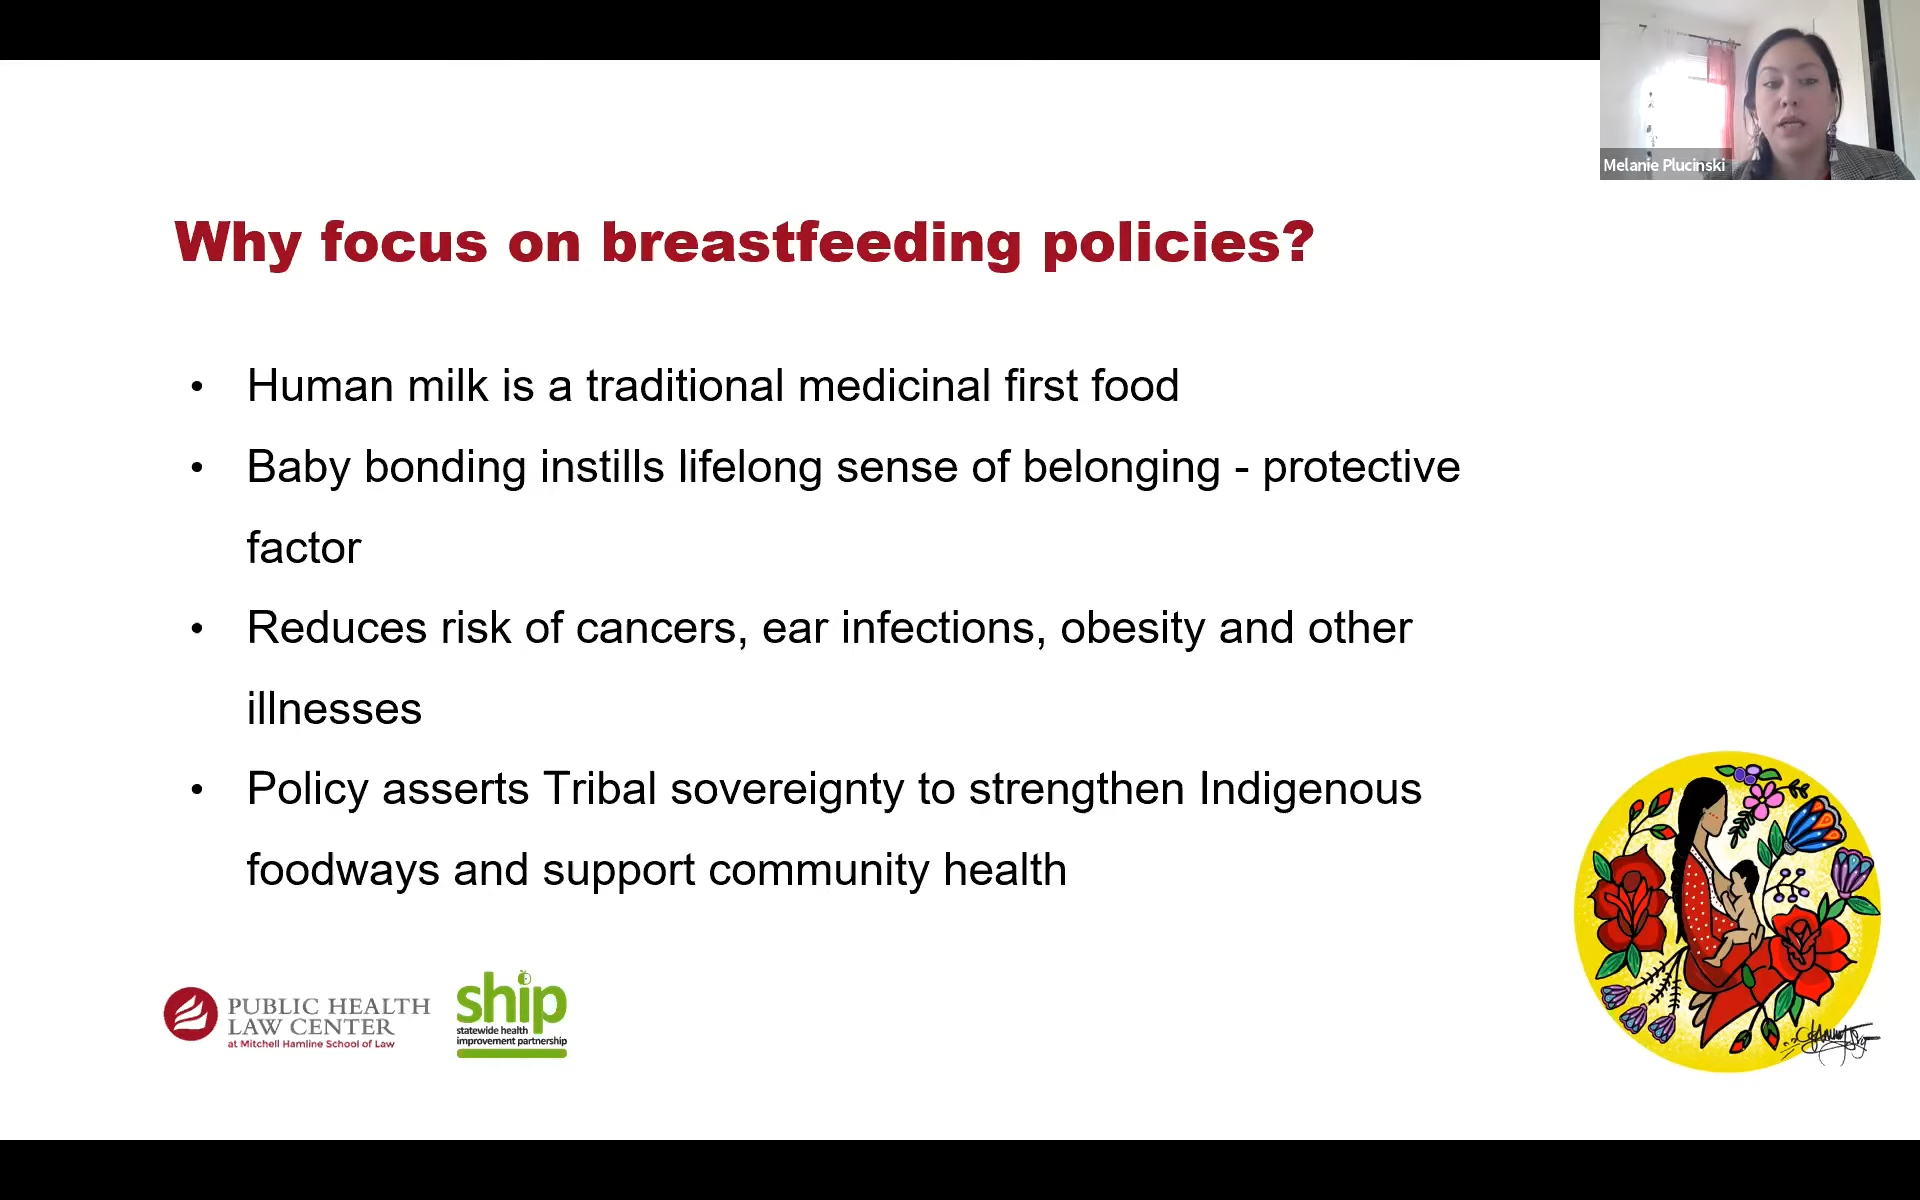 Melanie Plucinski
Why focus on breastfeeding policies?
• Human milk is a traditional medicinal first food
• Baby bonding instills lifelong sense of belonging - protective
factor
• Reduces risk of cancers, ear infections, obesity and other
illnesses
• Policy asserts Tribal sovereignty to strengthen Indigenous
foodways and support community health
PUBLIC HEALTH
LAW CENTER
at Mitchell Hamline School of Law
ship
statewide health
improvement partnership